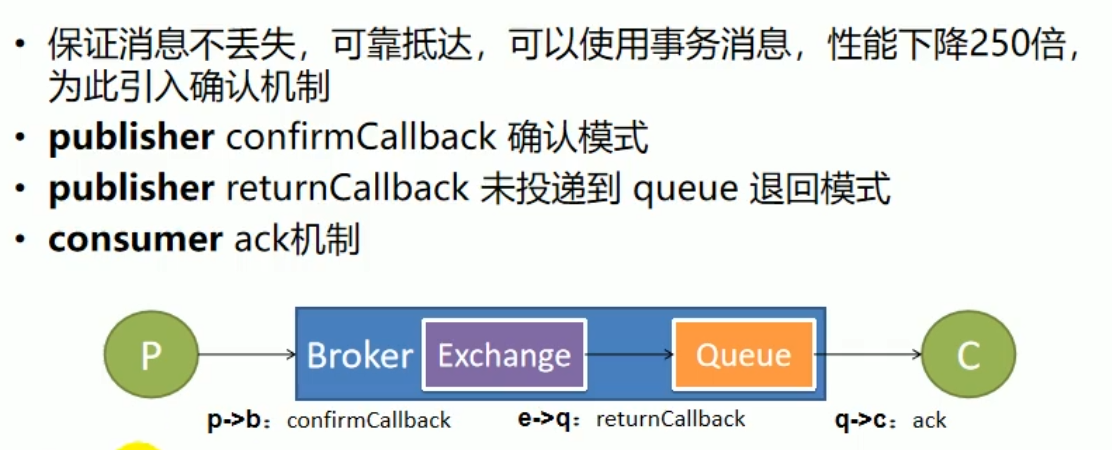 • 保证消息不丢失，可靠抵达，可以使用事务消息，性能下降250倍，
为此引入确认机制
• publisher confirmCallback 确认模式
• publisher returnCallback 未投递到 queue 退回模式
• consumer ack机制
P Broker Exchange Queue C
p->b：confirmCallback e->q：returnCallback q->c：ack